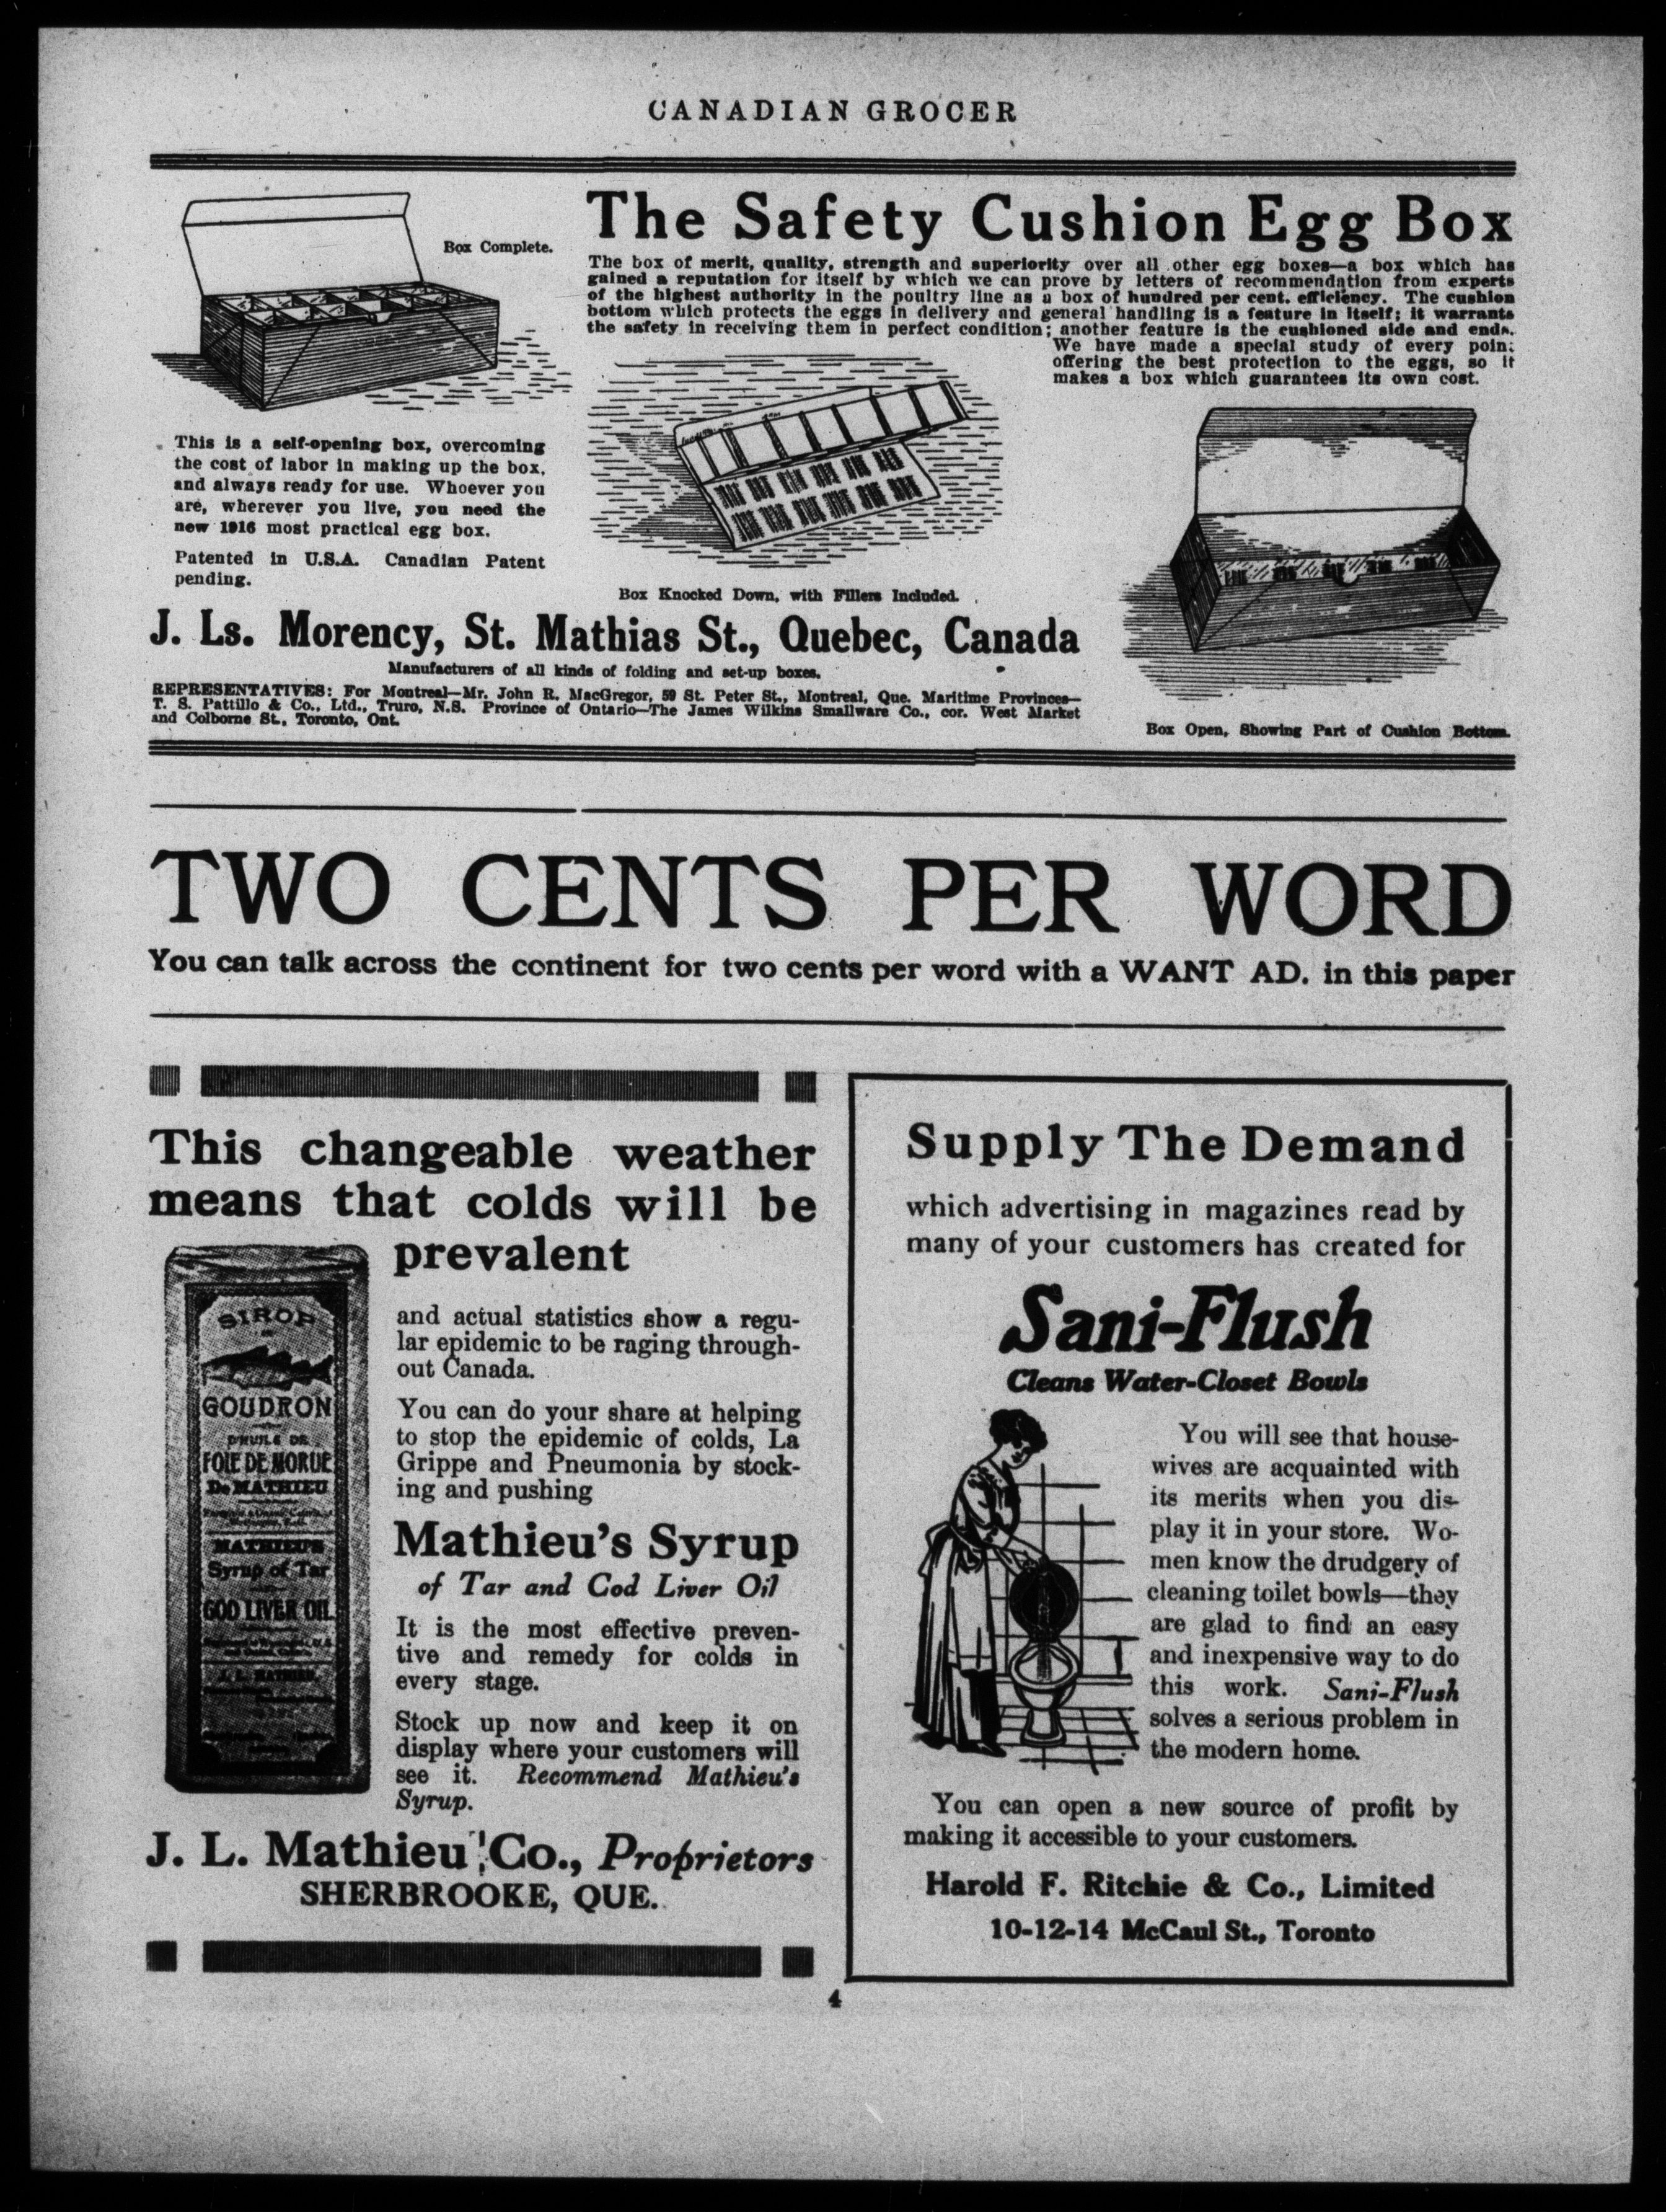 CANADIAN GROCER
The Safety Cushion Egg Box
Box Complete.
The box of merit, quality, strength and superiority over all other egg boxes—a box which has
gained a reputation for itself by which we can prove by letters of recommendation from experts
of the highest authority in the poultry line as a box of hundred per cent. efficiency. The cushion
bottom which protects the eggs in delivery and general handling is a feature in itself; it warrants
the safety in receiving them in perfect condition; another feature is the cushioned side and ends.
We have made a special study of every point
offering the best protection to the eggs, so it
makes a box which guarantees its own cost.
This is a self-opening box, overcoming
the cost of labor in making up the box,
and always ready for use. Whoever you
are, wherever you live, you need the
new 1916 most practical egg box.
Patented in U.S.A. Canadian Patent
pending.
Box Knocked Down, with Fillers Included.
J. Ls. Morency, St. Mathias St., Quebec, Canada
Manufacturers of all kinds of folding and set-up boxes.
REPRESENTATIVES: For Montreal—Mr. John R. MacGregor, 59 St. Peter St., Montreal, Que. Maritime Provinces—
T. S. Pattillo & Co., Ltd., Truro, N.S. Province of Ontario—The James Wilkins Smallware Co., cor. West Market
and Colborne St., Toronto, Ont.
Box Open, Showing Part of Cushion Bottom.
TWO CENTS PER WORD
You can talk across the continent for two cents per word with a WANT AD. in this paper
This changeable weather
means that colds will be
prevalent
and actual statistics show a regu-
lar epidemic to be raging through-
out Canada.
You can do your share at helping
to stop the epidemic of colds, La
Grippe and Pneumonia by stock-
ing and pushing
Mathieu's Syrup
of Tar and Cod Liver Oil
It is the most effective preven-
tive and remedy for colds in
every stage.
Stock up now and keep it on
display where your customers will
see it. Recommend Mathieu's
Syrup.
SIROP
GOUDRON
D'HUILE DE
FOIE DE MORUE
De MATHIEU
MATHIEU'S
Syrup of Tar
COD LIVER OIL
J. L. MATHIEU
J. L. Mathieu Co., Proprietors
SHERBROOKE, QUE.
Supply The Demand
which advertising in magazines read by
many of your customers has created for
Sani-Flush
Cleans Water-Closet Bowls
You will see that house-
wives are acquainted with
its merits when you dis-
play it in your store. Wo-
men know the drudgery of
cleaning toilet bowls—they
are glad to find an easy
and inexpensive way to do
this work. Sani-Flush
solves a serious problem in
the modern home.
You can open a new source of profit by
making it accessible to your customers.
Harold F. Ritchie & Co., Limited
10-12-14 McCaul St., Toronto
4